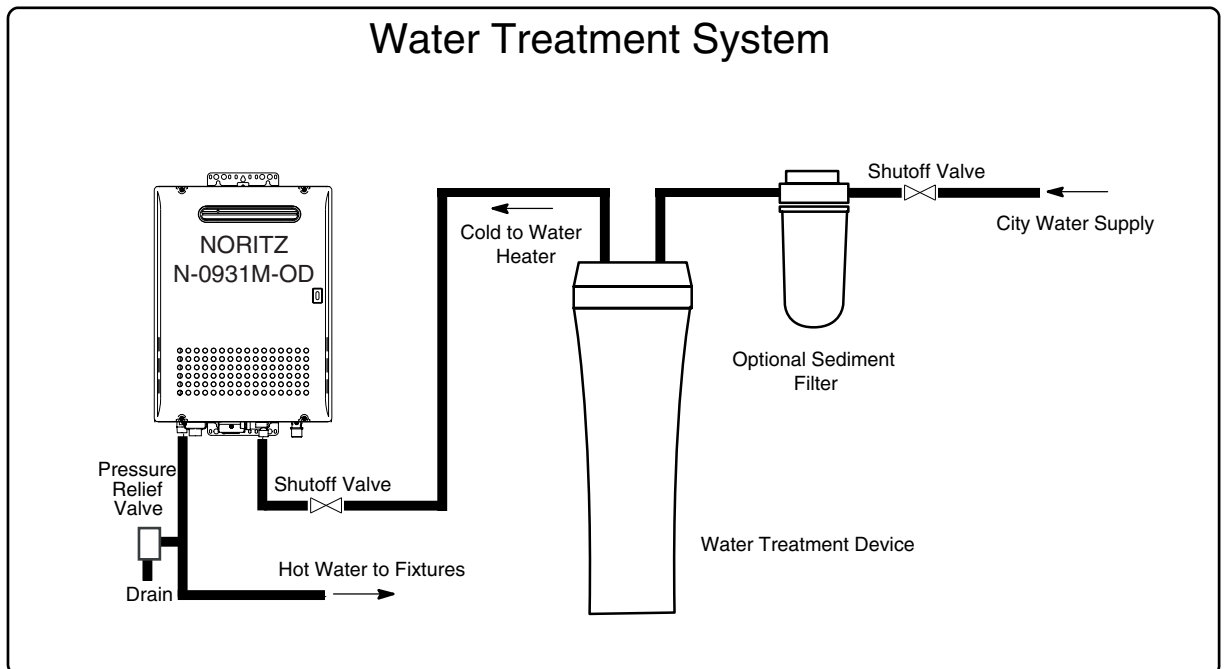 Water Treatment System
NORITZ
N-0931M-OD
Cold to Water
Heater
Shutoff Valve
City Water Supply
Optional Sediment
Filter
Pressure
Relief
Valve
Shutoff Valve
Water Treatment Device
Drain
Hot Water to Fixtures